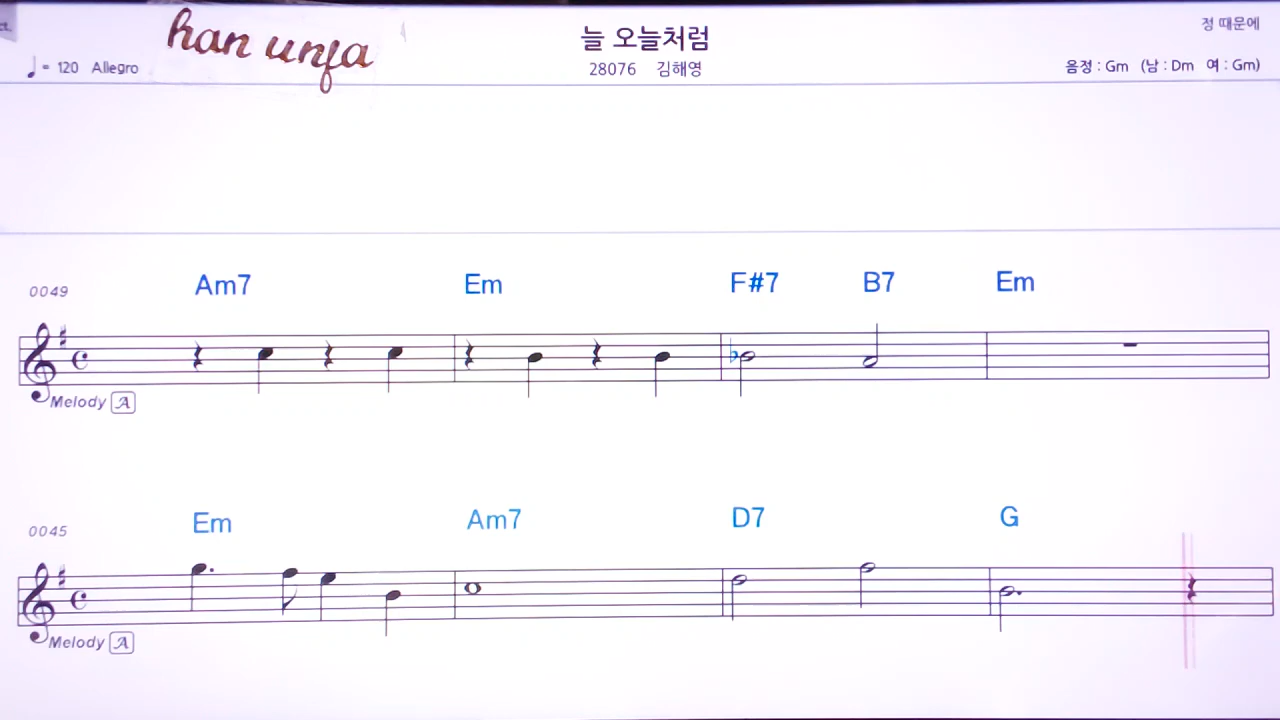 han unfa
늘 오늘처럼
정 때문에
♩ = 120 Allegro
28076 김해영
음정 : Gm (남 : Dm 여 : Gm)
0049
Am7 Em F#7 B7 Em
Melody A
0045
Em Am7 D7 G
Melody A